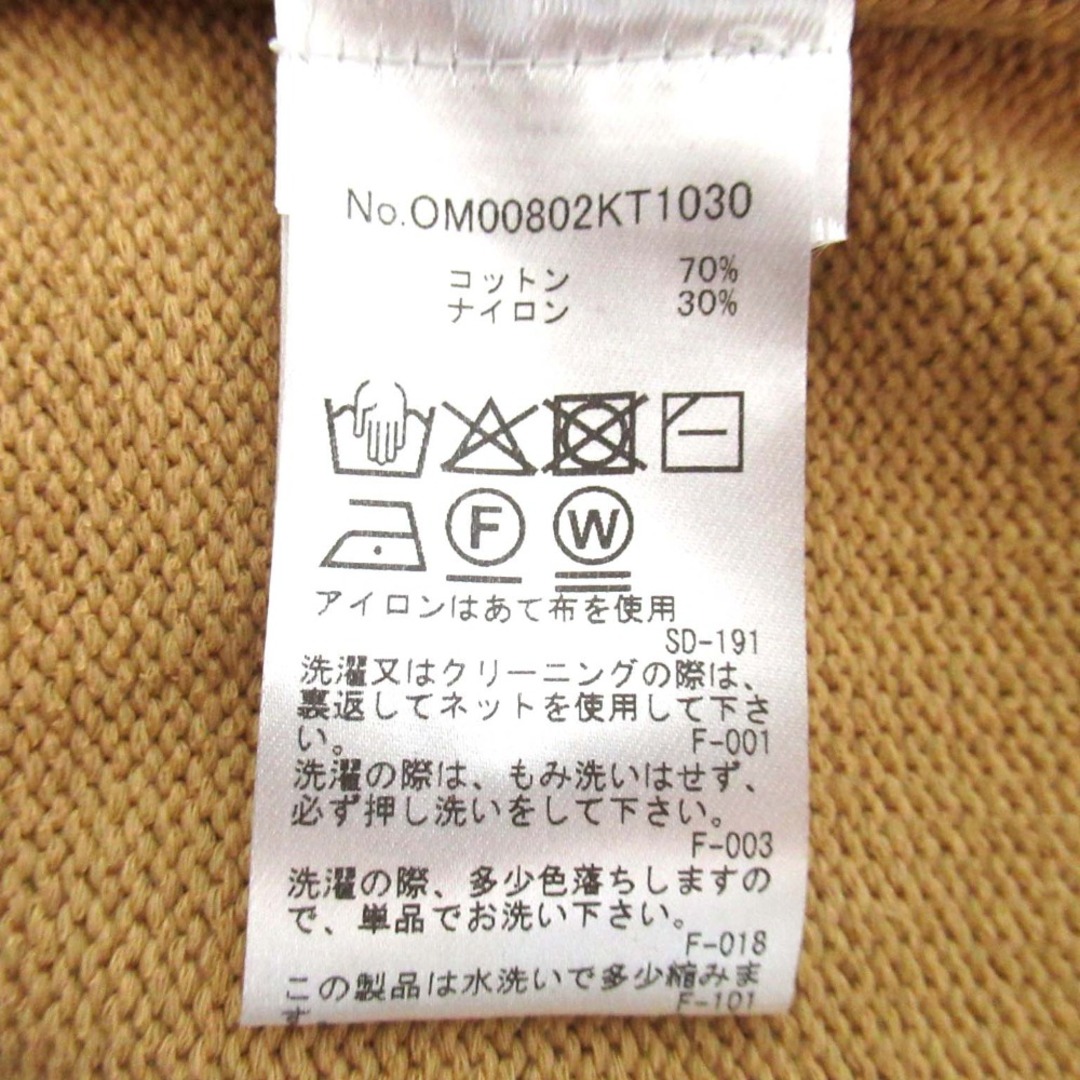 No.OM00802KT1030
コットン 70%
ナイロン 30%
F W
アイロンはあて布を使用
SD-191
洗濯又はクリーニングの際は、
裏返してネットを使用して下さ
い。 F-001
洗濯の際は、もみ洗いはせず、
必ず押し洗いをして下さい。
F-003
洗濯の際、多少色落ちしますの
で、単品でお洗い下さい。
F-018
この製品は水洗いで多少縮みま
す。 F-101